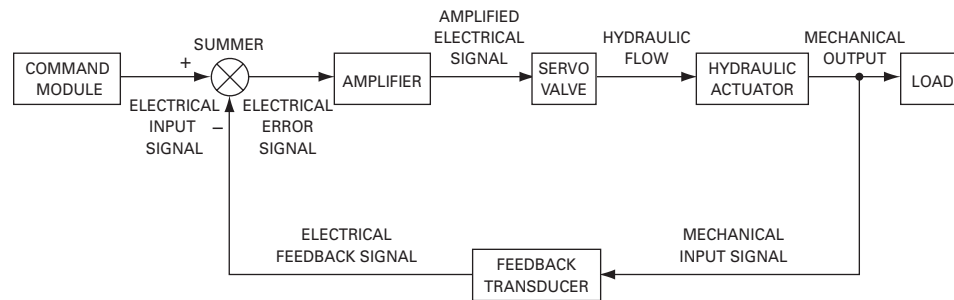 COMMAND
MODULE
+
SUMMER
ELECTRICAL
INPUT
SIGNAL
–
ELECTRICAL
ERROR
SIGNAL
AMPLIFIER
AMPLIFIED
ELECTRICAL
SIGNAL
SERVO
VALVE
HYDRAULIC
FLOW
HYDRAULIC
ACTUATOR
MECHANICAL
OUTPUT
LOAD
ELECTRICAL
FEEDBACK SIGNAL
FEEDBACK
TRANSDUCER
MECHANICAL
INPUT SIGNAL